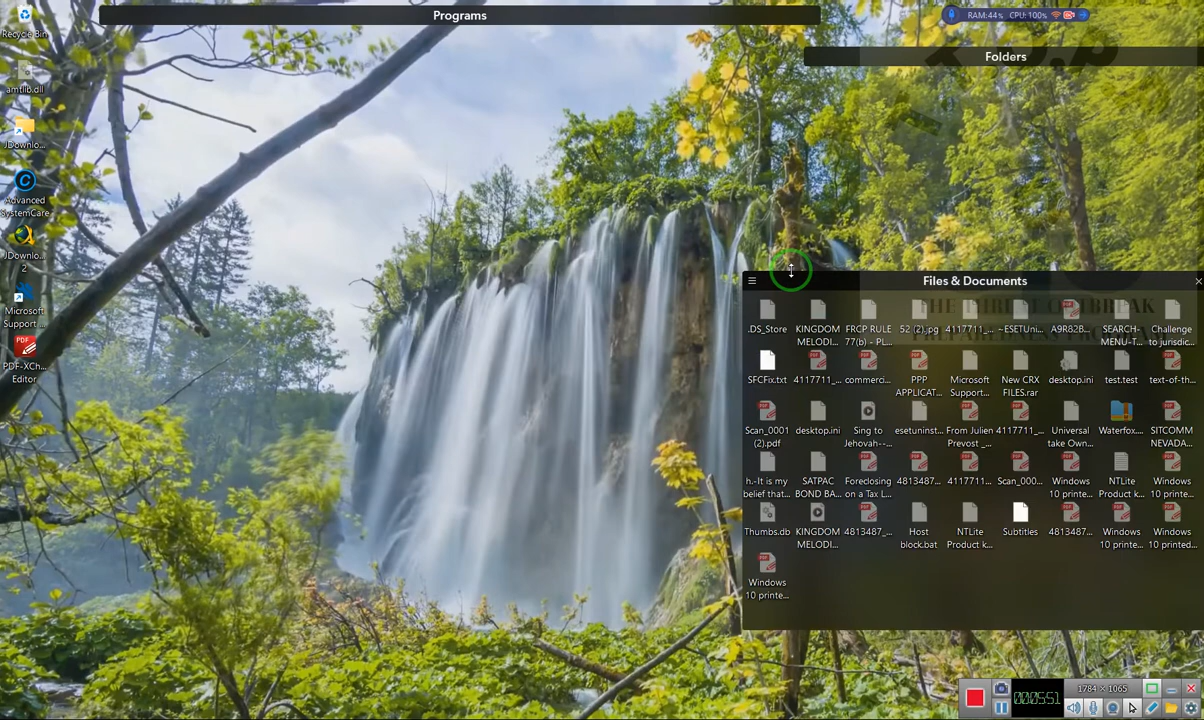 Programs
RAM:44% CPU:100%
Folders
Recycle Bin
amtlib.dll
JDownlo...
Advanced
SystemCare
JDownlo...
2
Microsoft
Support...
PDF-XCh...
Editor
Files & Documents
.DS_Store
KINGDOM
MELODI...
FRCP RULE
77(b) - PL...
52 (2).jpg
4117711_...
~ESETUni...
A9R82B...
SEARCH-
MENU-T...
Challenge
to jurisdic...
SFCFix.txt
4117711_...
commerci...
PPP
APPLICAT...
Microsoft
Support...
New CRX
FILES.rar
desktop.ini
test.test
text-of-th...
Scan_0001
(2).pdf
desktop.ini
Sing to
Jehovah--...
esetuninst...
From Julien
Prevost _...
4117711_...
Universal
take Own...
Waterfox...
SITCOMM
NEVADA...
h.-It is my
belief that...
SATPAC
BOND BA...
Foreclosing
on a Tax L...
4813487...
4117711...
Scan_000...
Windows
10 printe...
NTLite
Product k...
Windows
10 printe...
Thumbs.db
KINGDOM
MELODI...
4813487_...
Host
block.bat
NTLite
Product k...
Subtitles
4813487...
Windows
10 printe...
Windows
10 printed...
Windows
10 printe...
000551
1784 × 1065